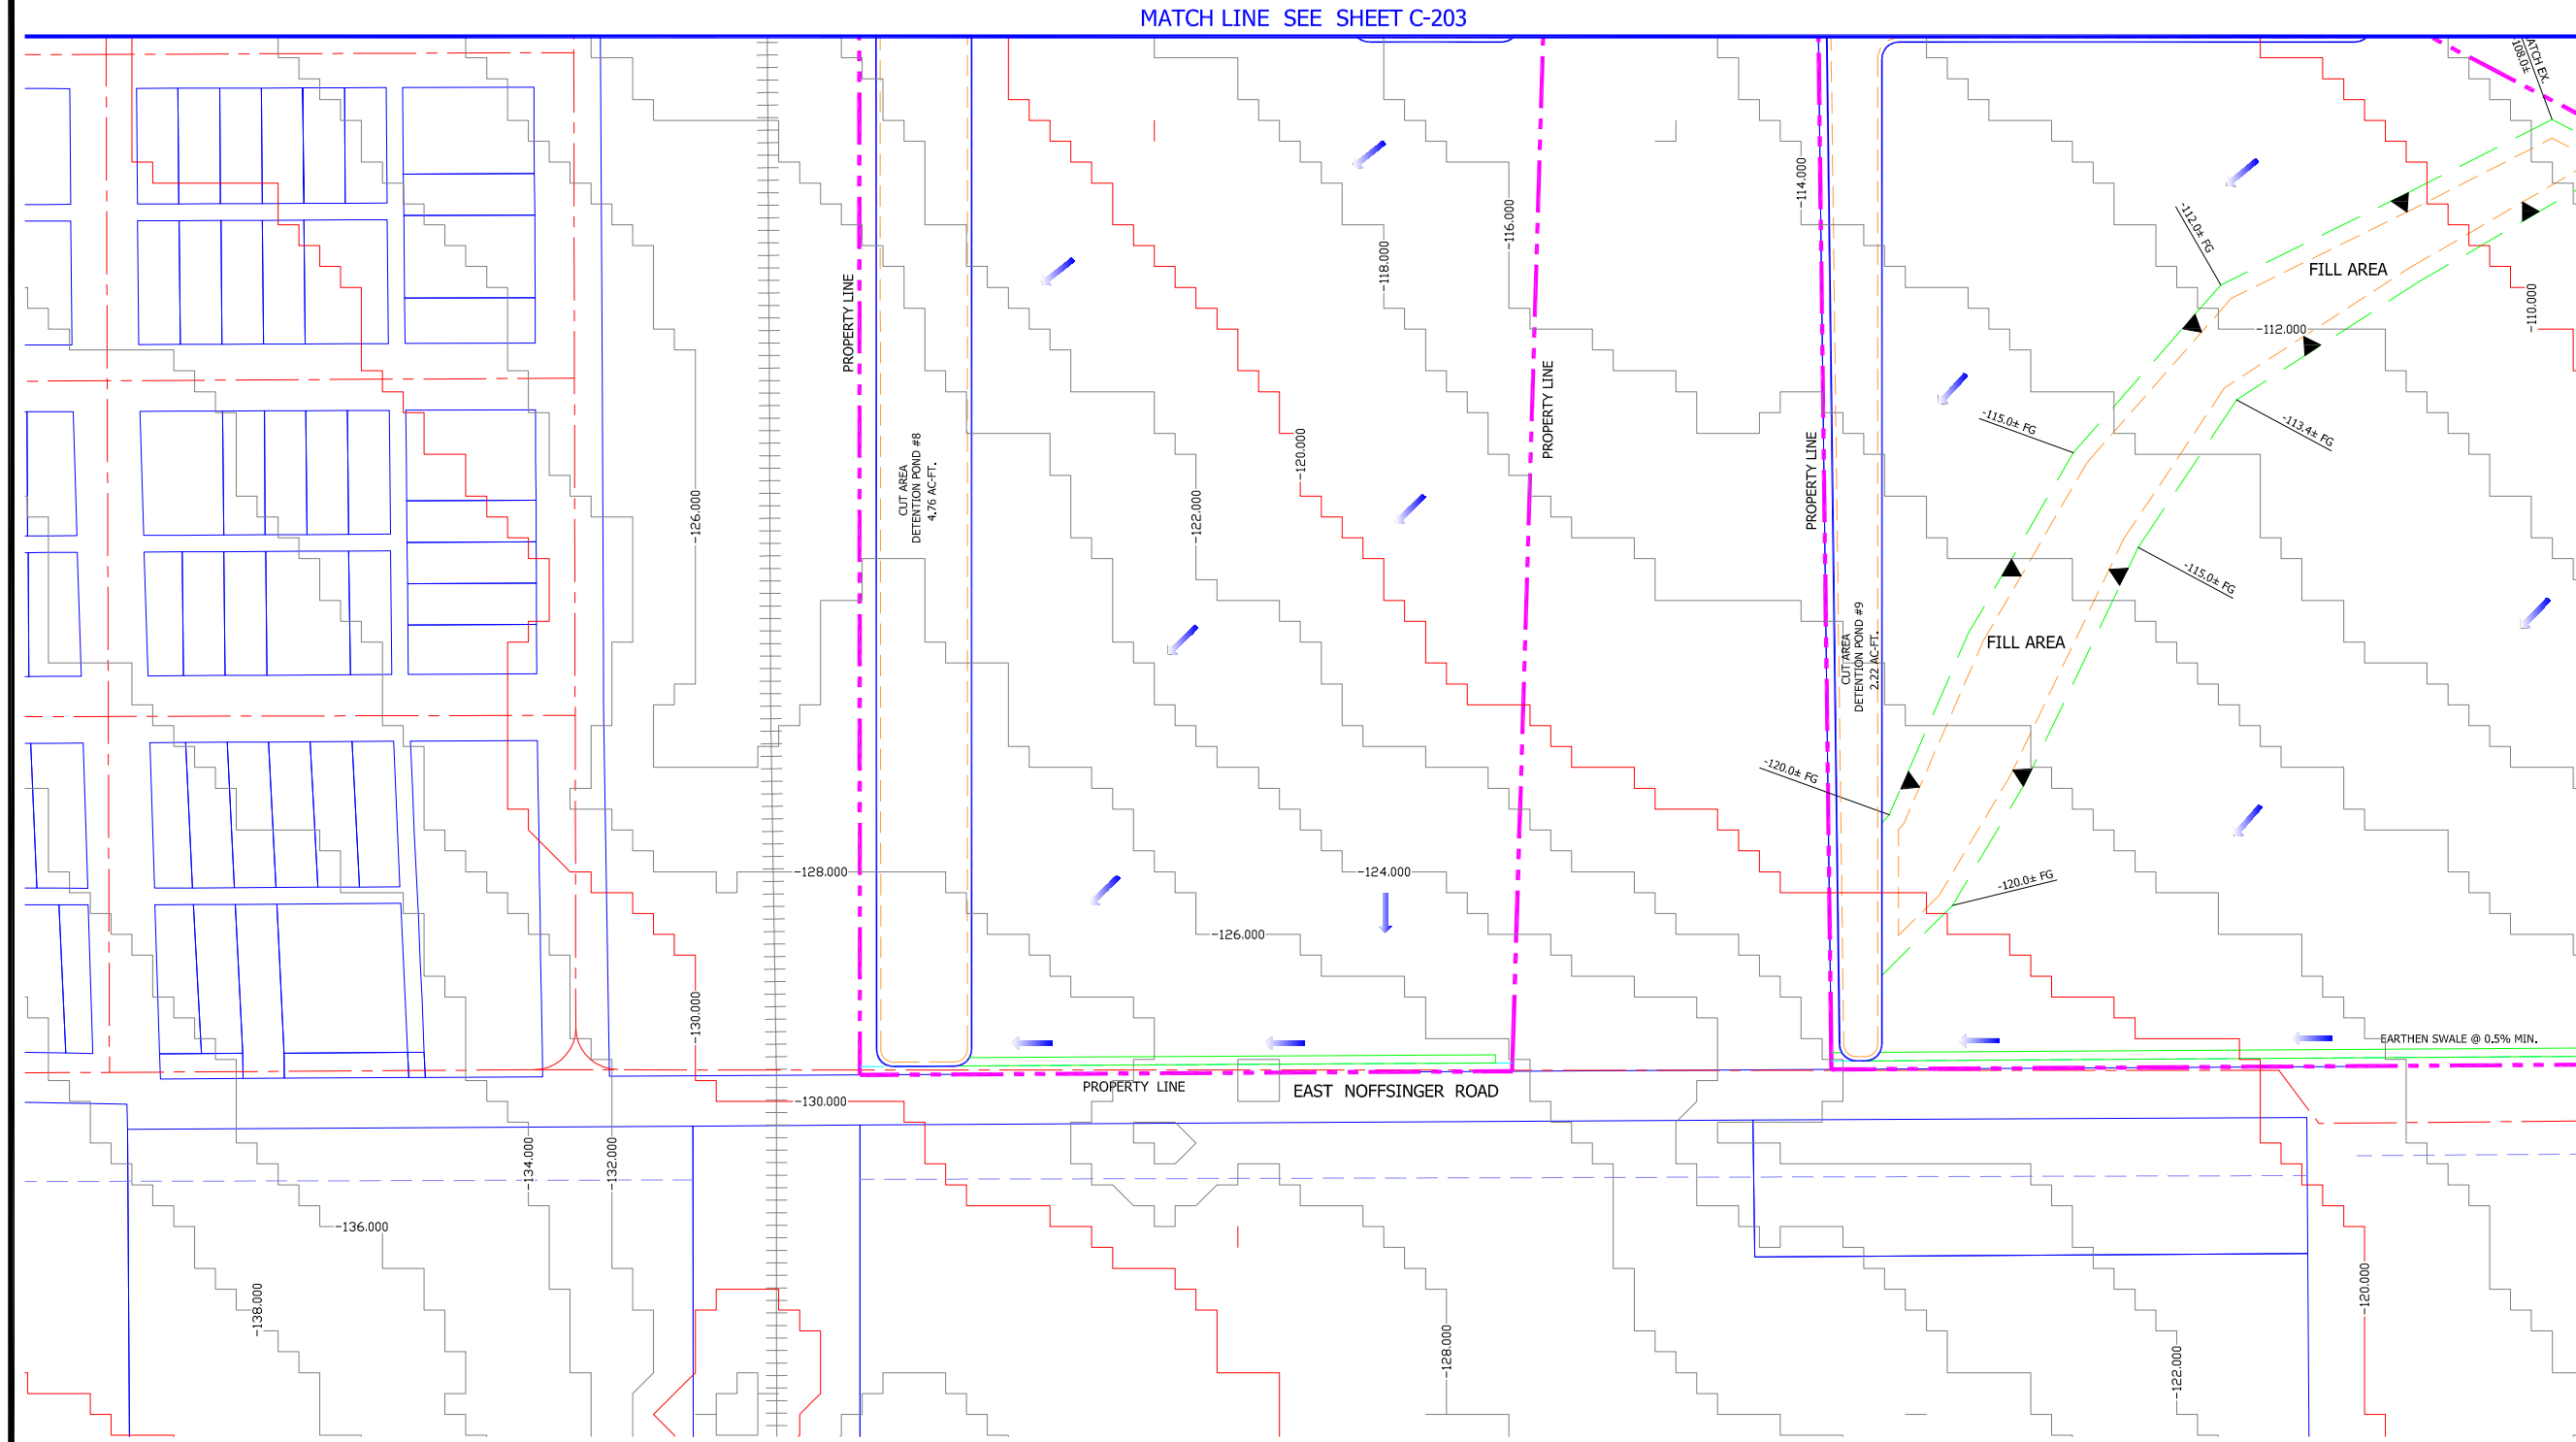 MATCH LINE  SEE  SHEET C-203
ATCH EX.
-108.0±
-114.000
-116.000
-118.000
-112.0± FG
FILL AREA
-110.000
-112.000
PROPERTY LINE
PROPERTY LINE
-115.0± FG
-113.4± FG
-120.000
PROPERTY LINE
CUT AREA
DETENTION POND #8
4.76 AC-FT.
-126.000
-122.000
-115.0± FG
FILL AREA
CUT AREA
DETENTION POND #9
2.22 AC-FT.
-120.0± FG
-128.000
-124.000
-120.0± FG
-126.000
-130.000
EARTHEN SWALE @ 0.5% MIN.
PROPERTY LINE
EAST  NOFFSINGER  ROAD
-130.000
-134.000
-132.000
-136.000
-138.000
-120.000
-128.000
-122.000